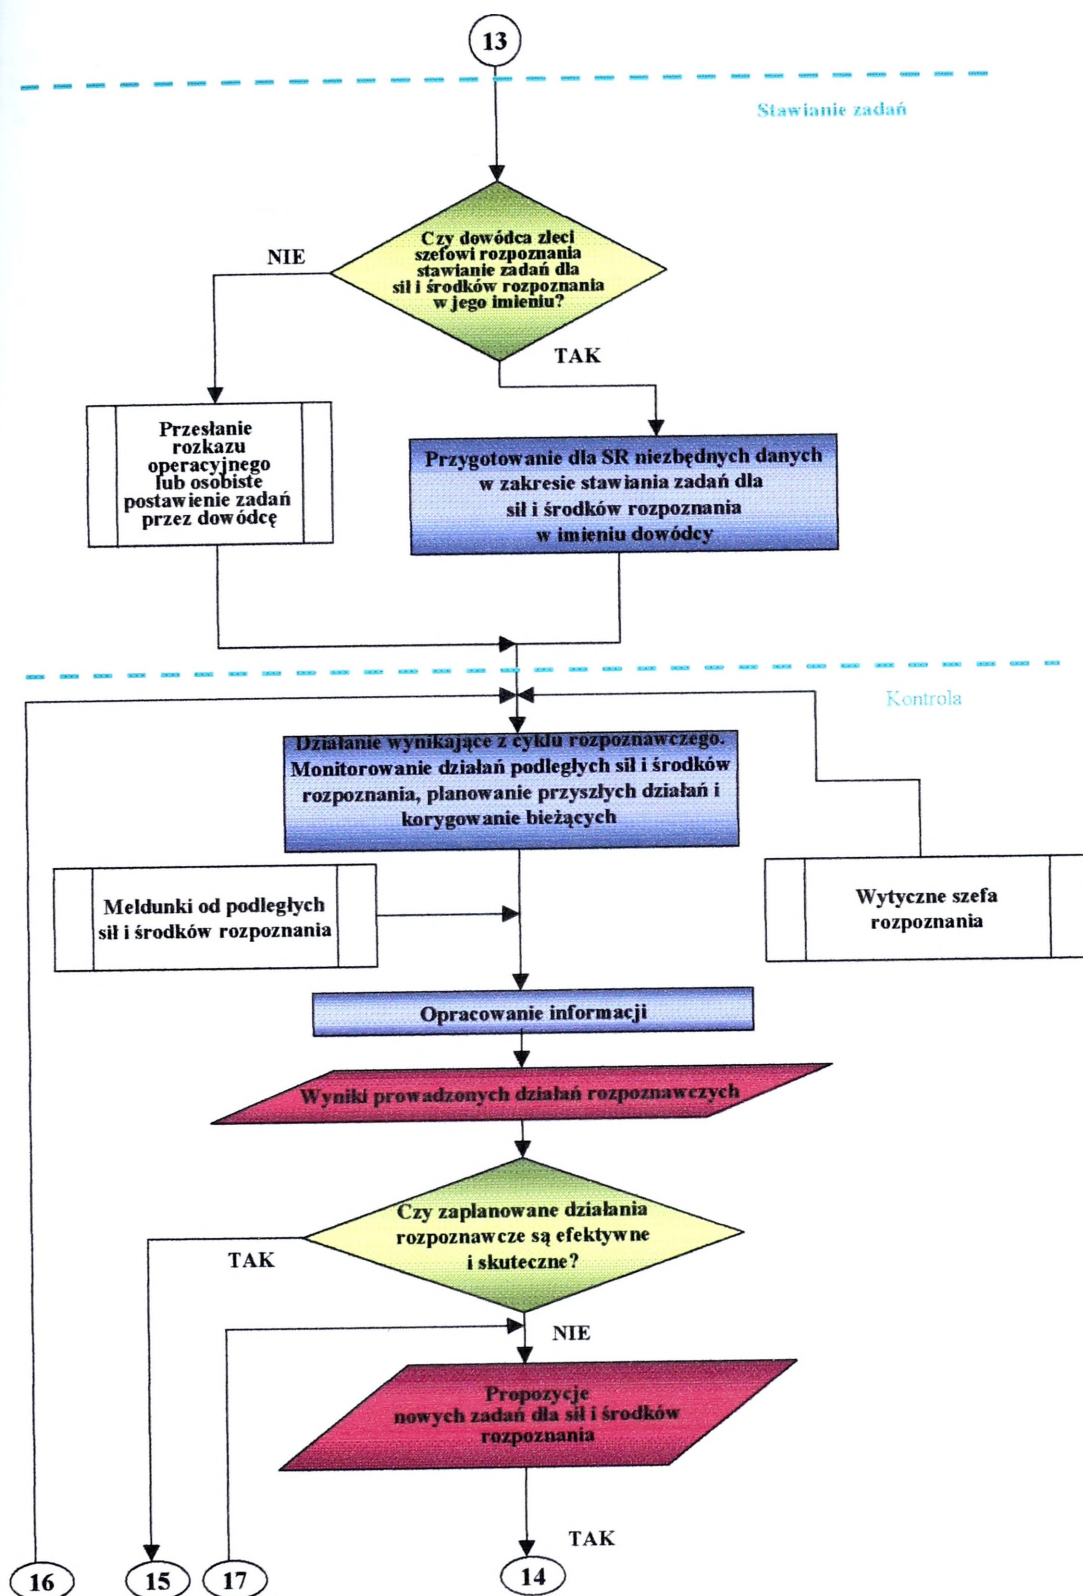 13
Stawianie zadań
Czy dowódca zleci
szefowi rozpoznania
stawianie zadań dla
sił i środków rozpoznania
w jego imieniu?
NIE
TAK
Przesłanie
rozkazu
operacyjnego
lub osobiste
postawienie zadań
przez dowódcę
Przygotowanie dla SR niezbędnych danych
w zakresie stawiania zadań dla
sił i środków rozpoznania
w imieniu dowódcy
Kontrola
Działanie wynikające z cyklu rozpoznawczego.
Monitorowanie działań podległych sił i środków
rozpoznania, planowanie przyszłych działań i
korygowanie bieżących
Meldunki od podległych
sił i środków rozpoznania
Wytyczne szefa
rozpoznania
Opracowanie informacji
Wyniki prowadzonych działań rozpoznawczych
Czy zaplanowane działania
rozpoznawcze są efektywne
i skuteczne?
TAK
NIE
Propozycje
nowych zadań dla sił i środków
rozpoznania
TAK
16
15
17
14